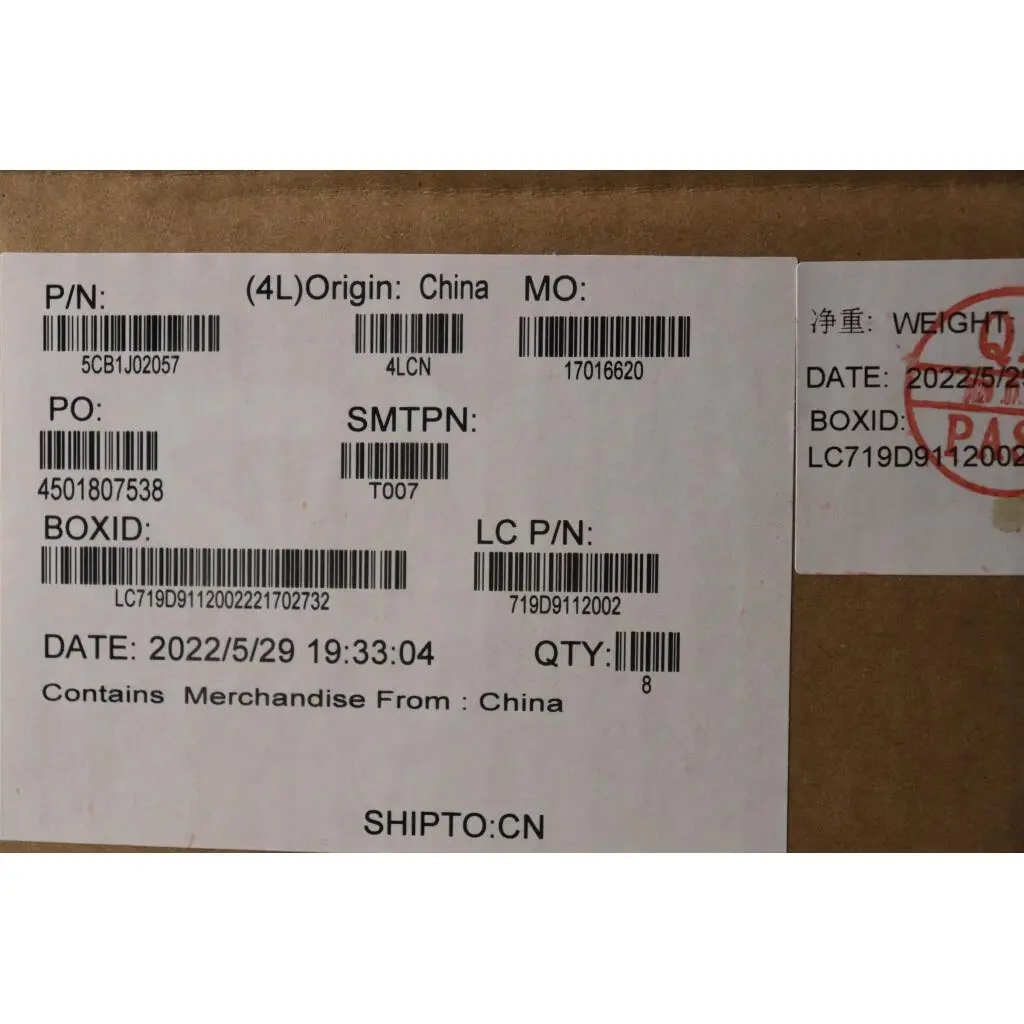 P/N: (4L)Origin: China MO:
5CB1J02057 4LCN 17016620
PO: SMTPN:
4501807538 T007
BOXID: LC P/N:
LC719D9112002221702732 719D9112002
DATE: 2022/5/29 19:33:04 QTY:
8
Contains Merchandise From : China
SHIPTO:CN
净重: WEIGHT
DATE: 2022/5/29
BOXID:
LC719D9112002
Q.
PAS